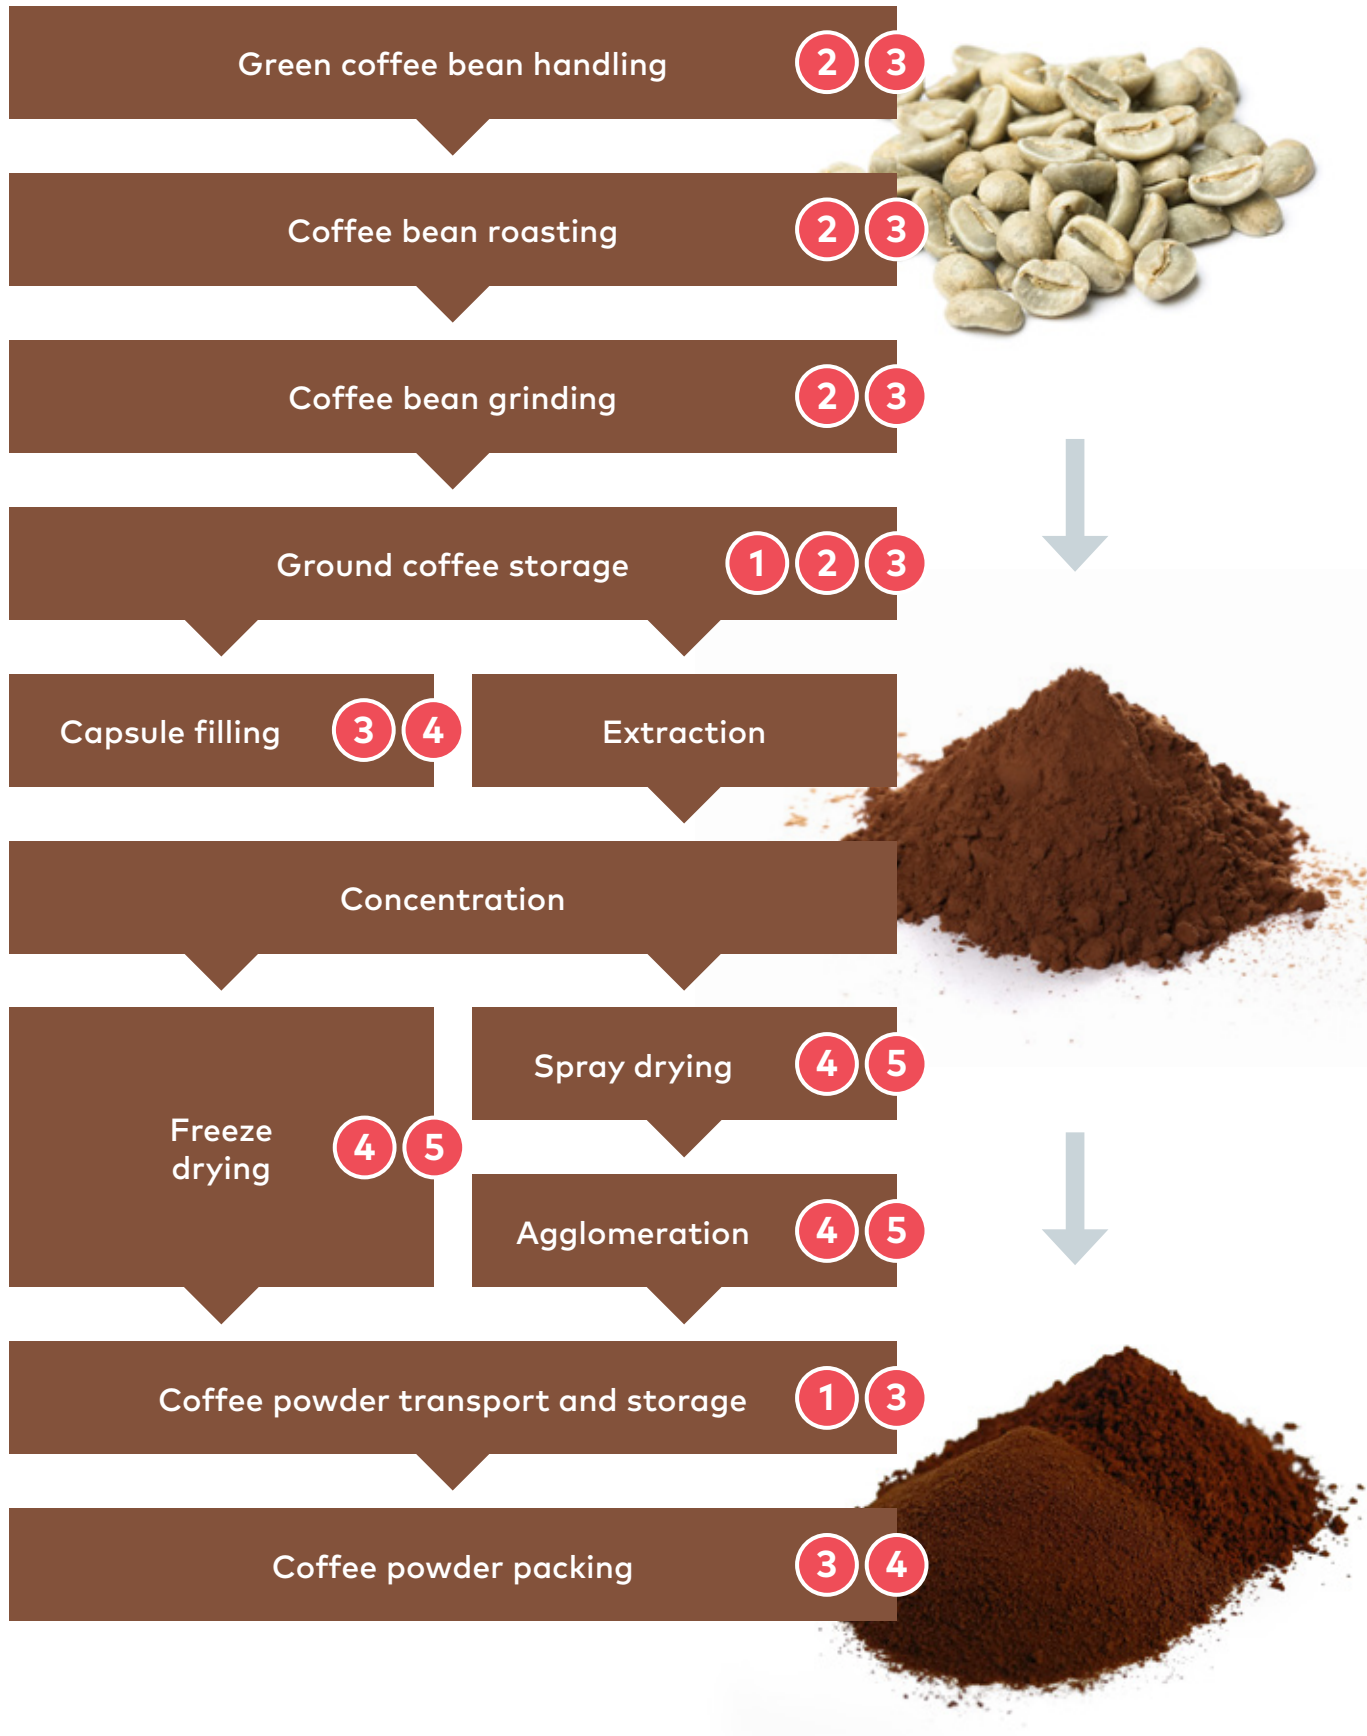 Green coffee bean handling 2 3
Coffee bean roasting 2 3
Coffee bean grinding 2 3
Ground coffee storage 1 2 3
Capsule filling 3 4
Extraction
Concentration
Spray drying 4 5
Freeze
drying 4 5
Agglomeration 4 5
Coffee powder transport and storage 1 3
Coffee powder packing 3 4